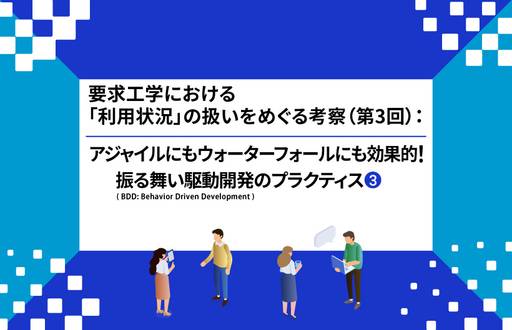 要求工学における
「利用状況」の扱いをめぐる考察（第3回）：
アジャイルにもウォーターフォールにも効果的！
振る舞い駆動開発のプラクティス❸
( BDD: Behavior Driven Development )